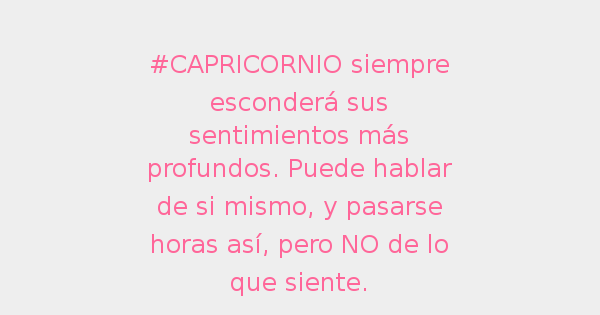 #CAPRICORNIO siempre
esconderá sus
sentimientos más
profundos. Puede hablar
de si mismo, y pasarse
horas así, pero NO de lo
que siente.